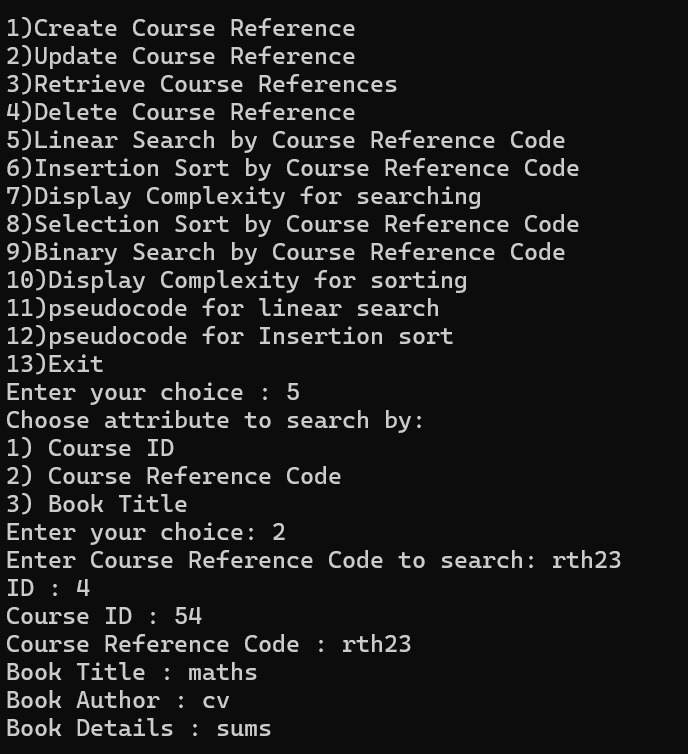 1)Create Course Reference
2)Update Course Reference
3)Retrieve Course References
4)Delete Course Reference
5)Linear Search by Course Reference Code
6)Insertion Sort by Course Reference Code
7)Display Complexity for searching
8)Selection Sort by Course Reference Code
9)Binary Search by Course Reference Code
10)Display Complexity for sorting
11)pseudocode for linear search
12)pseudocode for Insertion sort
13)Exit
Enter your choice : 5
Choose attribute to search by:
1) Course ID
2) Course Reference Code
3) Book Title
Enter your choice: 2
Enter Course Reference Code to search: rth23
ID : 4
Course ID : 54
Course Reference Code : rth23
Book Title : maths
Book Author : cv
Book Details : sums